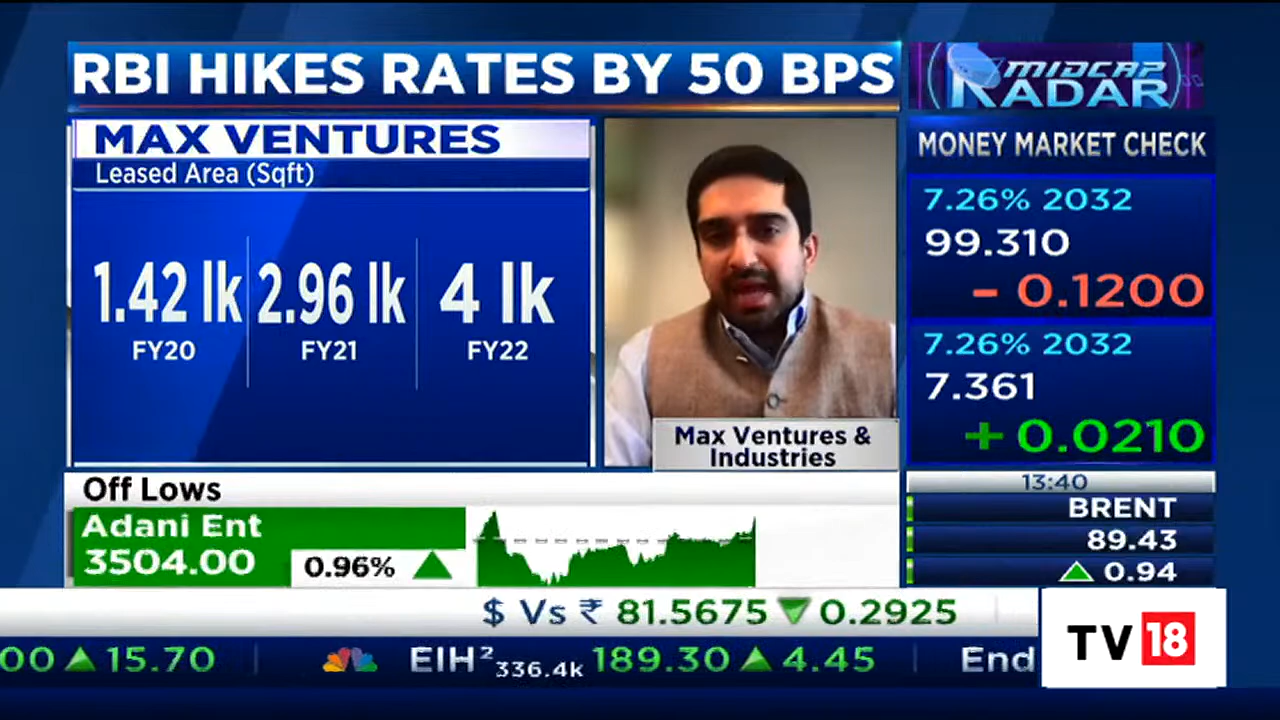 RBI HIKES RATES BY 50 BPS
MIDCAP
RADAR
MAX VENTURES
Leased Area (Sqft)
1.42 lk
FY20
2.96 lk
FY21
4 lk
FY22
Max Ventures &
Industries
MONEY MARKET CHECK
7.26% 2032
99.310
- 0.1200
7.26% 2032
7.361
+ 0.0210
13:40
BRENT
89.43
▲ 0.94
Off Lows
Adani Ent
3504.00
0.96% ▲
$ Vs ₹ 81.5675 ▼ 0.2925
00 ▲ 15.70 EIH² 336.4k 189.30 ▲ 4.45 End
TV 18